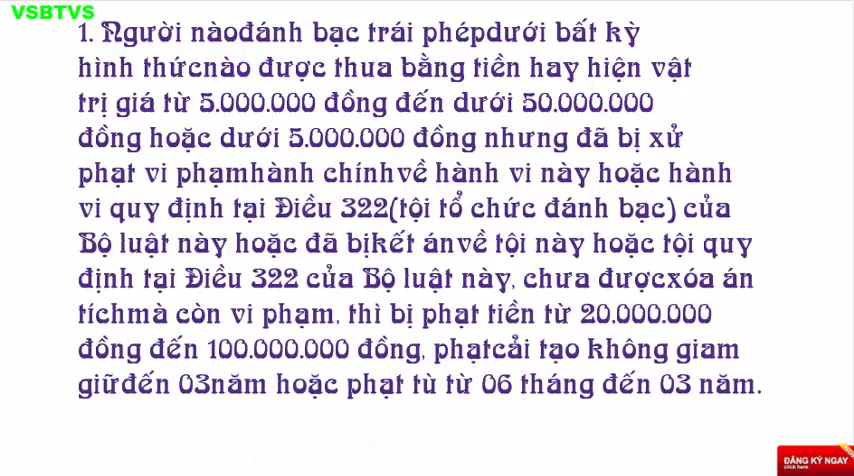 VSBTVS
1. Người nàođánh bạc trái phépdưới bất kỳ
hình thứcnào được thua bằng tiền hay hiện vật
trị giá từ 5.000.000 đồng đến dưới 50.000.000
đồng hoặc dưới 5.000.000 đồng nhưng đã bị xử
phạt vi phạmhành chínhvề hành vi này hoặc hành
vi quy định tại Điều 322(tội tổ chức đánh bạc) của
Bộ luật này hoặc đã bịkết ánvề tội này hoặc tội quy
định tại Điều 322 của Bộ luật này, chưa đượcxóa án
tíchmà còn vi phạm, thì bị phạt tiền từ 20.000.000
đồng đến 100.000.000 đồng, phạtcải tạo không giam
giữđến 03năm hoặc phạt tù từ 06 tháng đến 03 năm.
ĐĂNG KÝ NGAY
click here